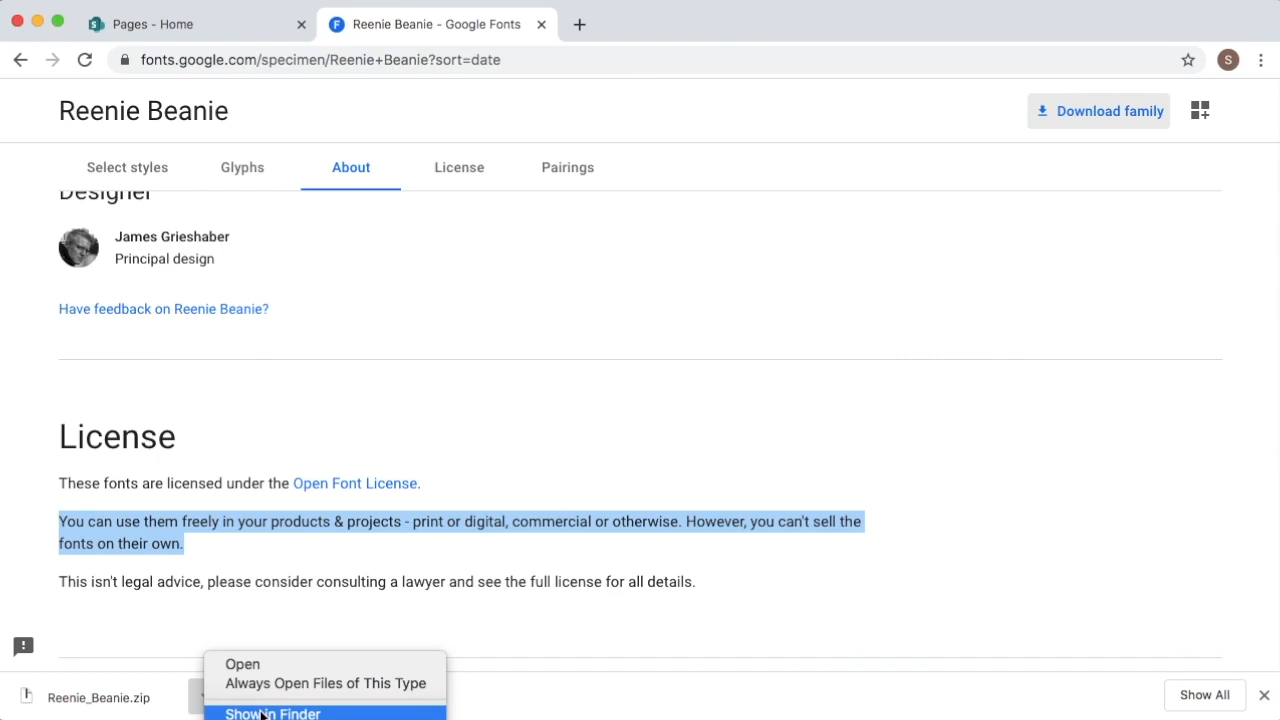 Pages - Home
Reenie Beanie - Google Fonts
fonts.google.com/specimen/Reenie+Beanie?sort=date
S
Reenie Beanie
Download family
Select styles
Glyphs
About
License
Pairings
Designer
James Grieshaber
Principal design
Have feedback on Reenie Beanie?
License
These fonts are licensed under the Open Font License.
You can use them freely in your products & projects - print or digital, commercial or otherwise. However, you can't sell the
fonts on their own.
This isn't legal advice, please consider consulting a lawyer and see the full license for all details.
Open
Always Open Files of This Type
Show in Finder
Reenie_Beanie.zip
Show All